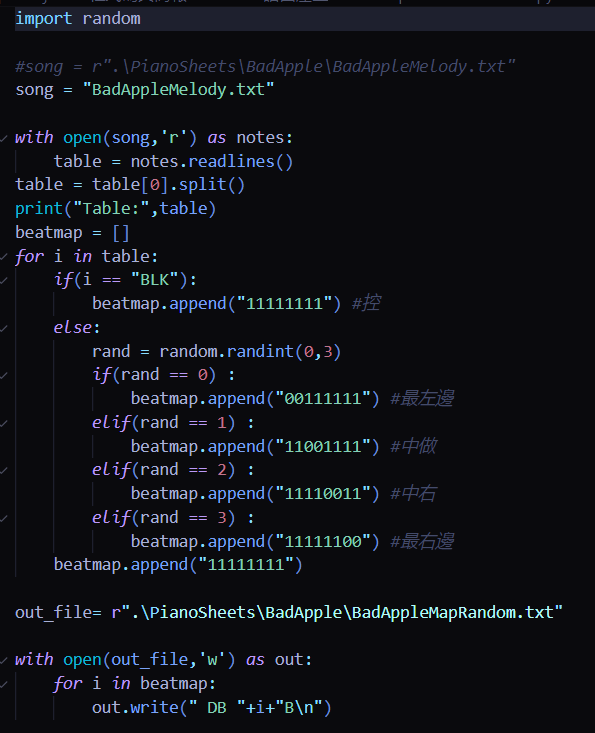 import random
#song = r".\PianoSheets\BadApple\BadAppleMelody.txt"
song = "BadAppleMelody.txt"
with open(song,'r') as notes:
    table = notes.readlines()
table = table[0].split()
print("Table:",table)
beatmap = []
for i in table:
    if(i == "BLK"):
        beatmap.append("11111111") #控
    else:
        rand = random.randint(0,3)
        if(rand == 0) :
            beatmap.append("00111111") #最左邊
        elif(rand == 1) :
            beatmap.append("11001111") #中做
        elif(rand == 2) :
            beatmap.append("11110011") #中右
        elif(rand == 3) :
            beatmap.append("11111100") #最右邊
    beatmap.append("11111111")
out_file= r".\PianoSheets\BadApple\BadAppleMapRandom.txt"
with open(out_file,'w') as out:
    for i in beatmap:
        out.write(" DB "+i+"B\n")